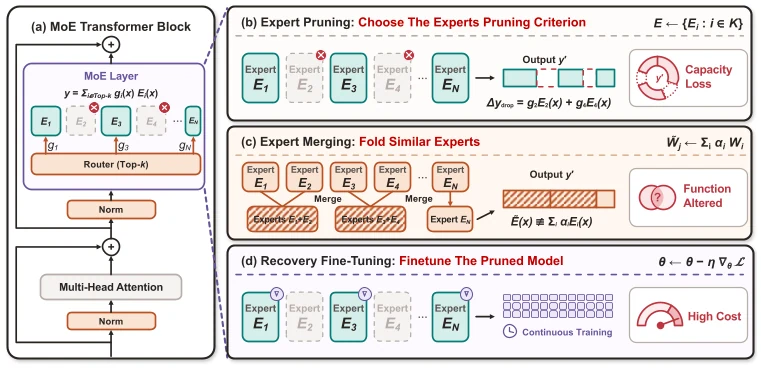 (a) MoE Transformer Block
MoE Layer
y = Σi∈Top-k gi(x) Ei(x)
E1 E2 E3 E4 ... EN
g1 g3 gN
Router (Top-k)
Norm
Multi-Head Attention
Norm
(b) Expert Pruning: Choose The Experts Pruning Criterion
E ← {Ei : i ∈ K}
Expert Expert Expert Expert Expert
E1 E2 E3 E4 ... EN
Output y′
Δydrop = g2E2(x) + g4E4(x)
y′
Capacity
Loss
(c) Expert Merging: Fold Similar Experts
W̃j ← Σi αi Wi
Expert Expert Expert Expert Expert
E1 E2 E3 E4 ... EN
Merge Merge
Experts E1+E2 Experts E3+E4 Expert EN
Output y′
Ẽ(x) ≢ Σi αiEi(x)
?
Function
Altered
(d) Recovery Fine-Tuning: Finetune The Pruned Model
θ ← θ − η ∇θ ℒ
∇ ∇ ∇
Expert Expert Expert Expert Expert
E1 E2 E3 E4 ... EN
Continuous Training
High Cost